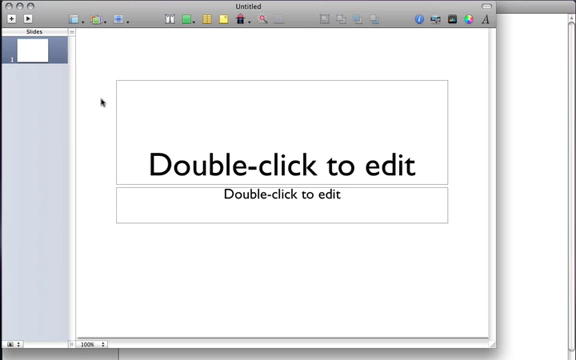 Untitled
T
i
A
Slides
1
Double-click to edit
Double-click to edit
100%